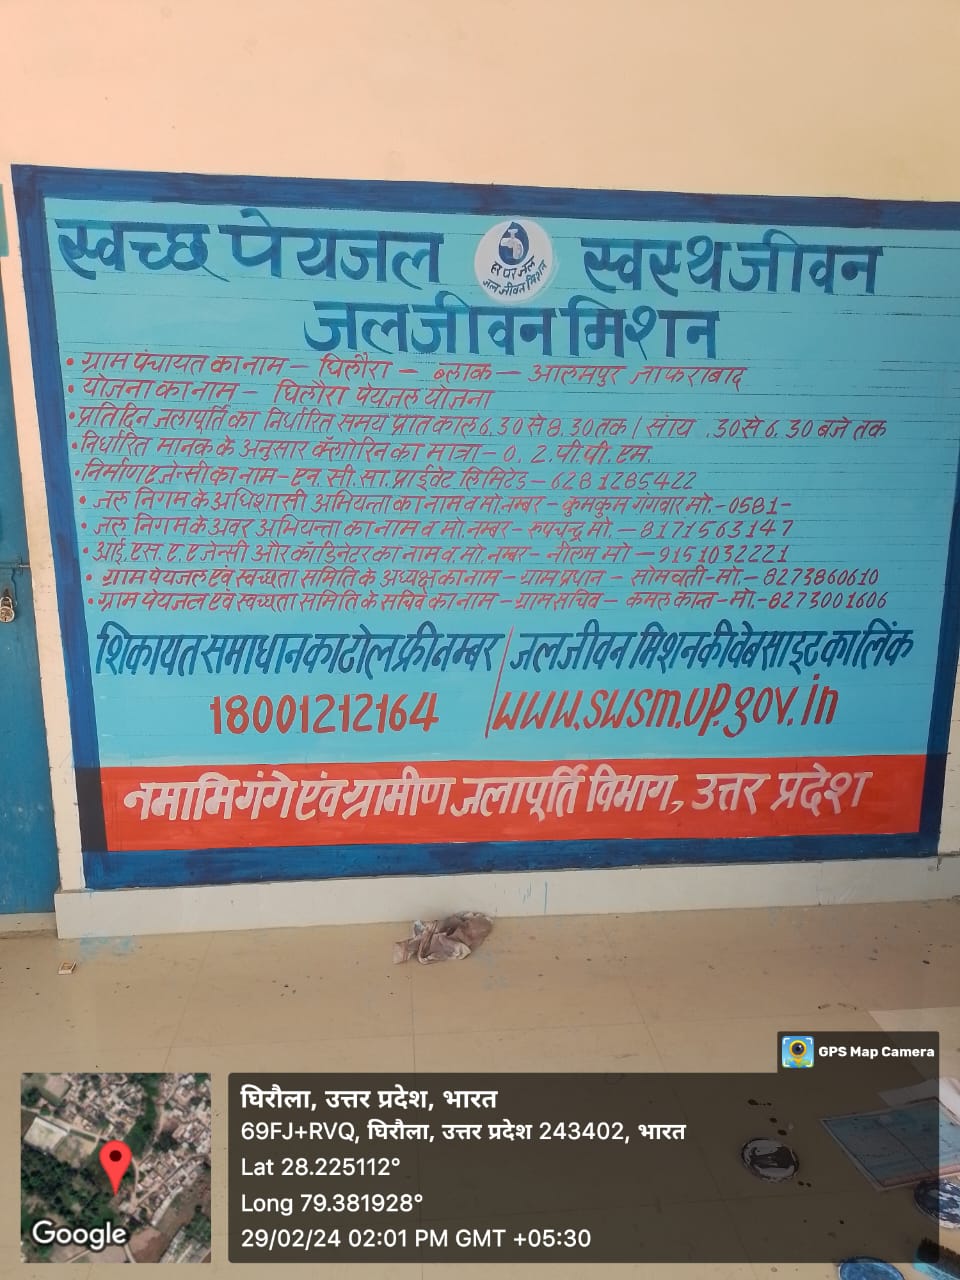 स्वच्छ पेयजल
हर घर जल
जल जीवन मिशन
स्वस्थ जीवन
जल जीवन मिशन
• ग्राम पंचायत का नाम – घिलौरा – ब्लाक – आलमपुर जाफराबाद
• योजना का नाम – घिलौरा पेयजल योजना
• प्रतिदिन जलापूर्ति का निर्धारित समय प्रातकाल 6.30 से 8.30 तक / सांय .30 से 6.30 बजे तक
• निर्धारित मानक के अनुसार क्लोरिन का मात्रा – 0.2.पी.पी.एम.
• निर्माण एजेन्सी का नाम – एन.सी.सी. प्राईवेट लिमिटेड – 6281285422
• जल निगम के अधिशासी अभियन्ता का नाम व मो.नम्बर – कुमकुम गंगवार मो.-0581-
• जल निगम के अवर अभियन्ता का नाम व मो.नम्बर – रुपचन्द्र मो. – 8171563147
• आई.एस.ए. एजेन्सी और कॉडिनेटर का नाम व मो.नम्बर – नीलम मो – 9151032221
• ग्राम पेयजल एवं स्वच्छता समिति के अध्यक्ष का नाम – ग्राम प्रधान – सोमवती-मो.– 8273860610
• ग्राम पेयजल एवं स्वच्छता समिति के सचिव का नाम – ग्राम सचिव – कमल कान्त-मो.-8273001606
शिकायत समाधान का टोल फ्री नम्बर / जल जीवन मिशन की वेबसाइट का लिंक
18001212164 / www.swsm.up.gov.in
नमामि गंगे एंव ग्रामीण जलापूर्ति विभाग, उत्तर प्रदेश
GPS Map Camera
घिरौला, उत्तर प्रदेश, भारत
69FJ+RVQ, घिरौला, उत्तर प्रदेश 243402, भारत
Lat 28.225112°
Long 79.381928°
29/02/24 02:01 PM GMT +05:30
Google